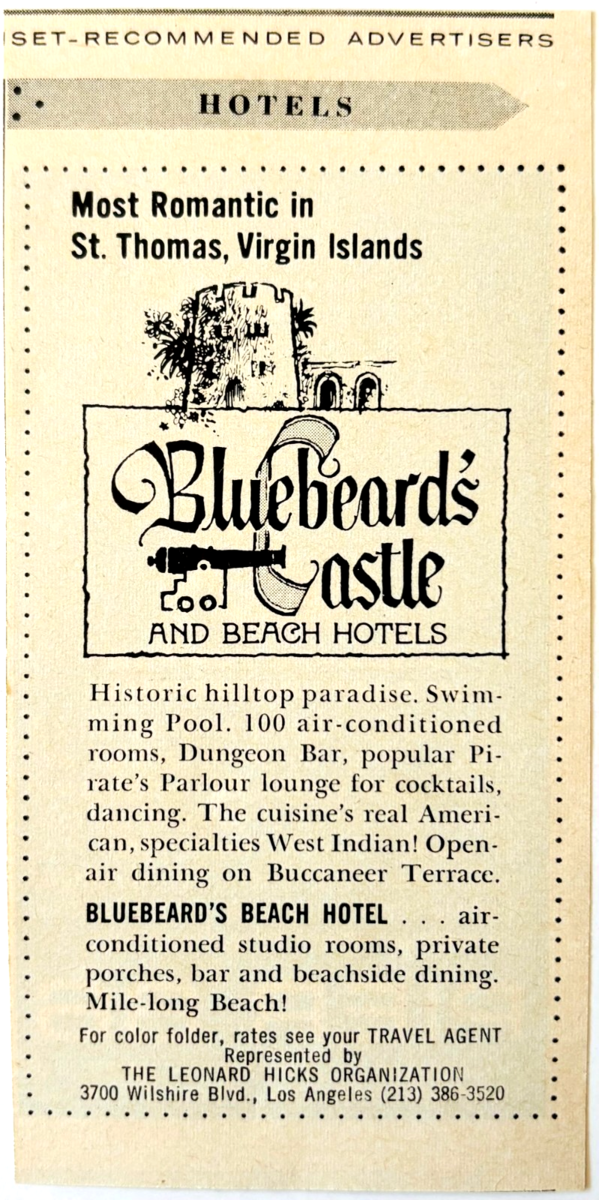 SET-RECOMMENDED ADVERTISERS
HOTELS
Most Romantic in
St. Thomas, Virgin Islands
Bluebeard's
Castle
AND BEACH HOTELS
Historic hilltop paradise. Swim-
ming Pool. 100 air-conditioned
rooms, Dungeon Bar, popular Pi-
rate's Parlour lounge for cocktails,
dancing. The cuisine's real Ameri-
can, specialties West Indian! Open-
air dining on Buccaneer Terrace.
BLUEBEARD'S BEACH HOTEL . . . air-
conditioned studio rooms, private
porches, bar and beachside dining.
Mile-long Beach!
For color folder, rates see your TRAVEL AGENT
Represented by
THE LEONARD HICKS ORGANIZATION
3700 Wilshire Blvd., Los Angeles (213) 386-3520